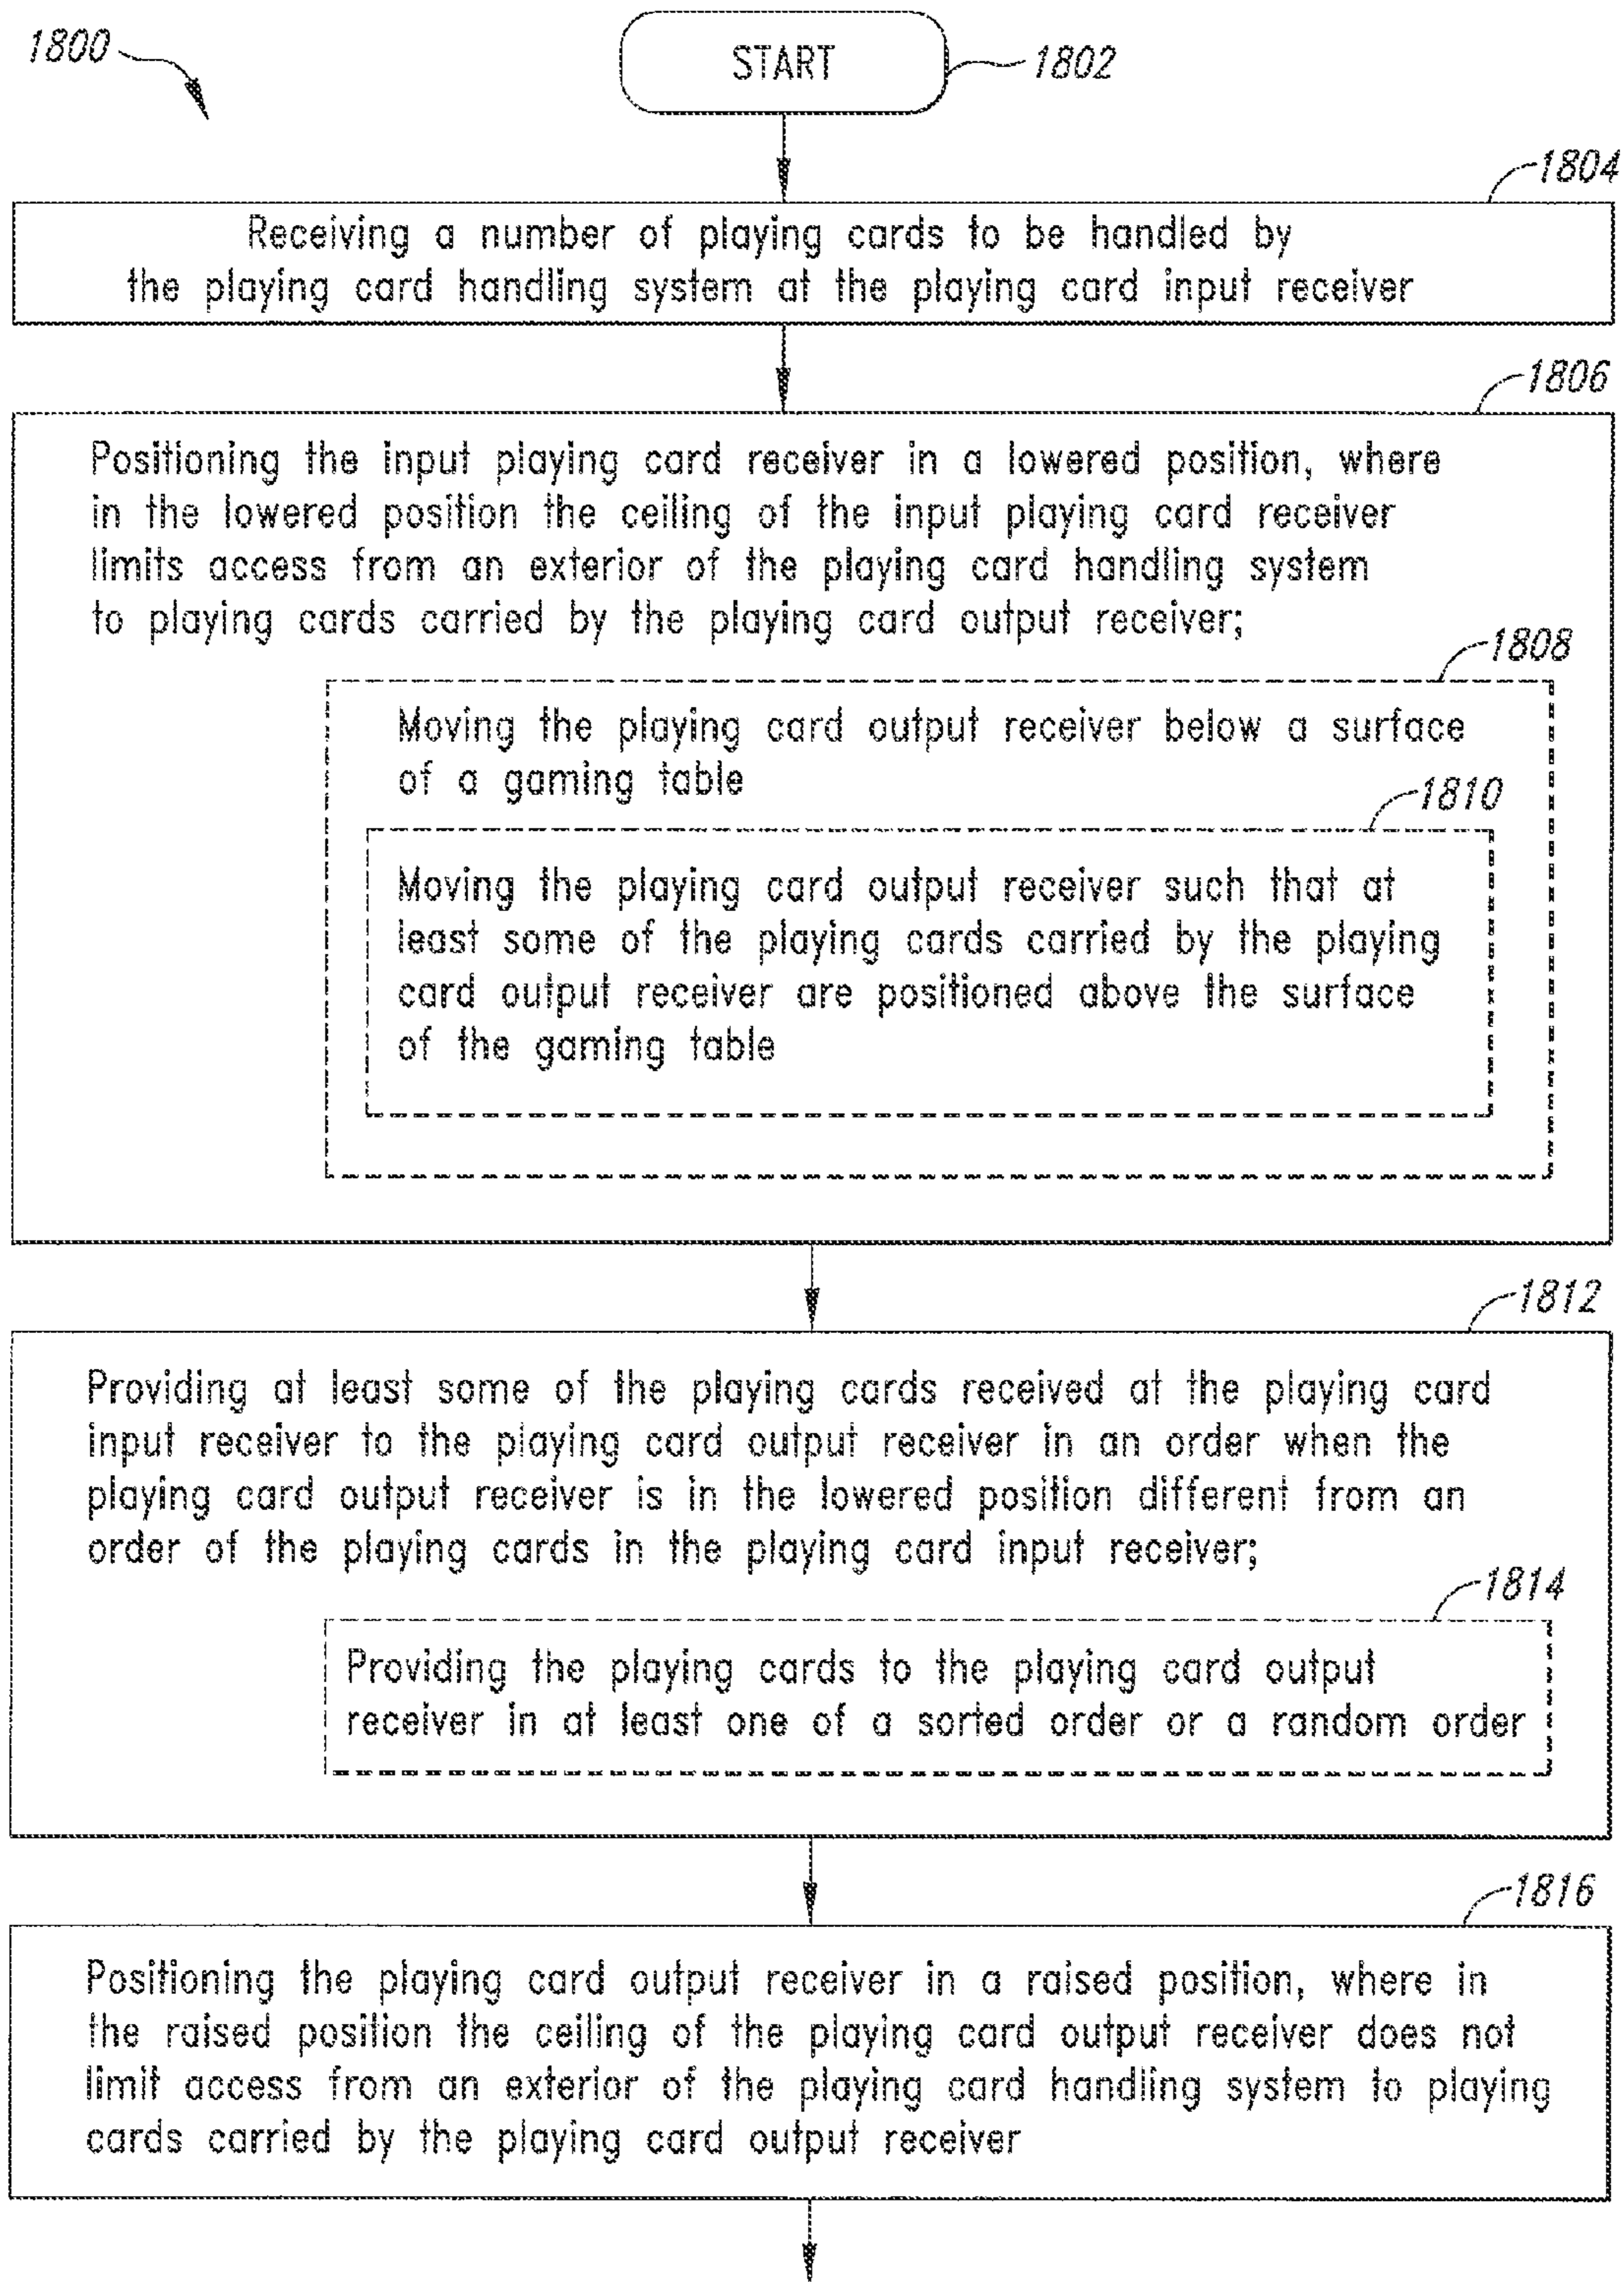 1800
START
1802
1804
Receiving a number of playing cards to be handled by
the playing card handling system at the playing card input receiver
1806
Positioning the input playing card receiver in a lowered position, where
in the lowered position the ceiling of the input playing card receiver
limits access from an exterior of the playing card handling system
to playing cards carried by the playing card output receiver;
1808
Moving the playing card output receiver below a surface
of a gaming table
1810
Moving the playing card output receiver such that at
least some of the playing cards carried by the playing
card output receiver are positioned above the surface
of the gaming table
1812
Providing at least some of the playing cards received at the playing card
input receiver to the playing card output receiver in an order when the
playing card output receiver is in the lowered position different from an
order of the playing cards in the playing card input receiver;
1814
Providing the playing cards to the playing card output
receiver in at least one of a sorted order or a random order
1816
Positioning the playing card output receiver in a raised position, where in
the raised position the ceiling of the playing card output receiver does not
limit access from an exterior of the playing card handling system to playing
cards carried by the playing card output receiver